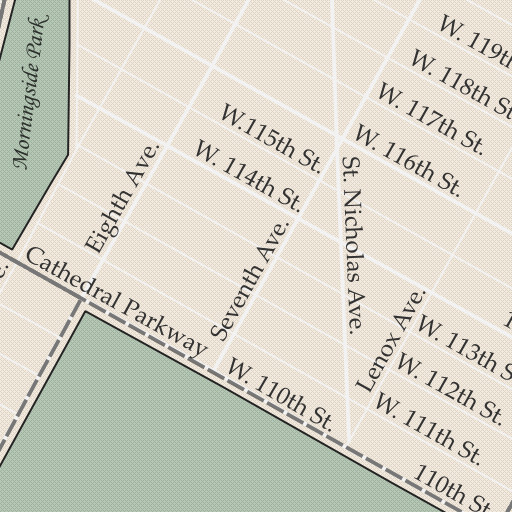 Morningside Park
W. 119th
W. 118th St.
W. 117th St.
W. 116th St.
W.115th St.
W. 114th St.
Eighth Ave.
St. Nicholas Ave.
Seventh Ave.
Cathedral Parkway
Lenox Ave.
W. 113th S
W. 112th St.
W. 110th St.
W. 111th St.
110th St.